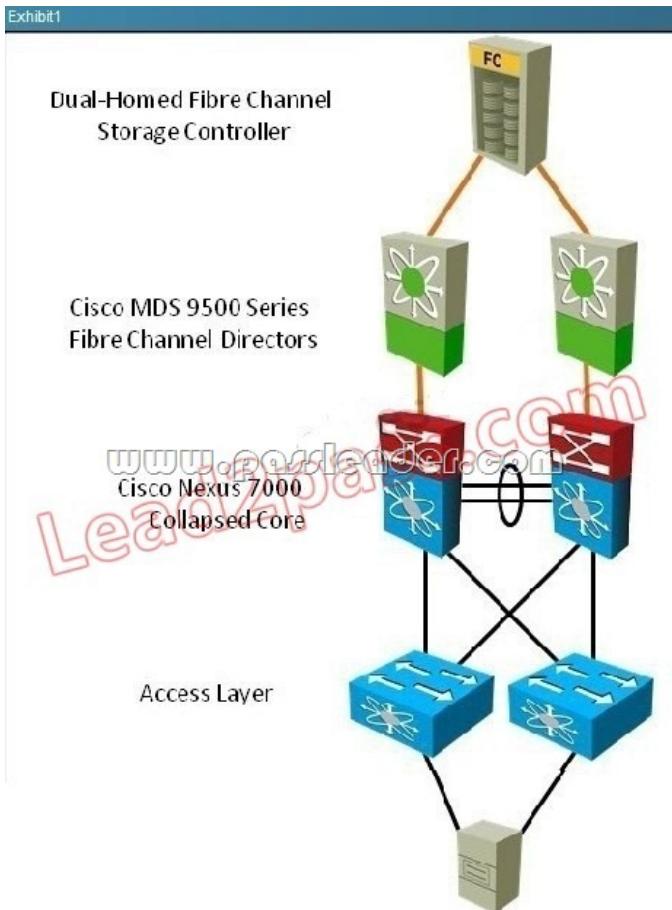 Exhibit1
FC
Dual-Homed Fibre Channel
Storage Controller
Cisco MDS 9500 Series
Fibre Channel Directors
www.passleader.com
Lead2pass.com
Cisco Nexus 7000
Collapsed Core
Access Layer